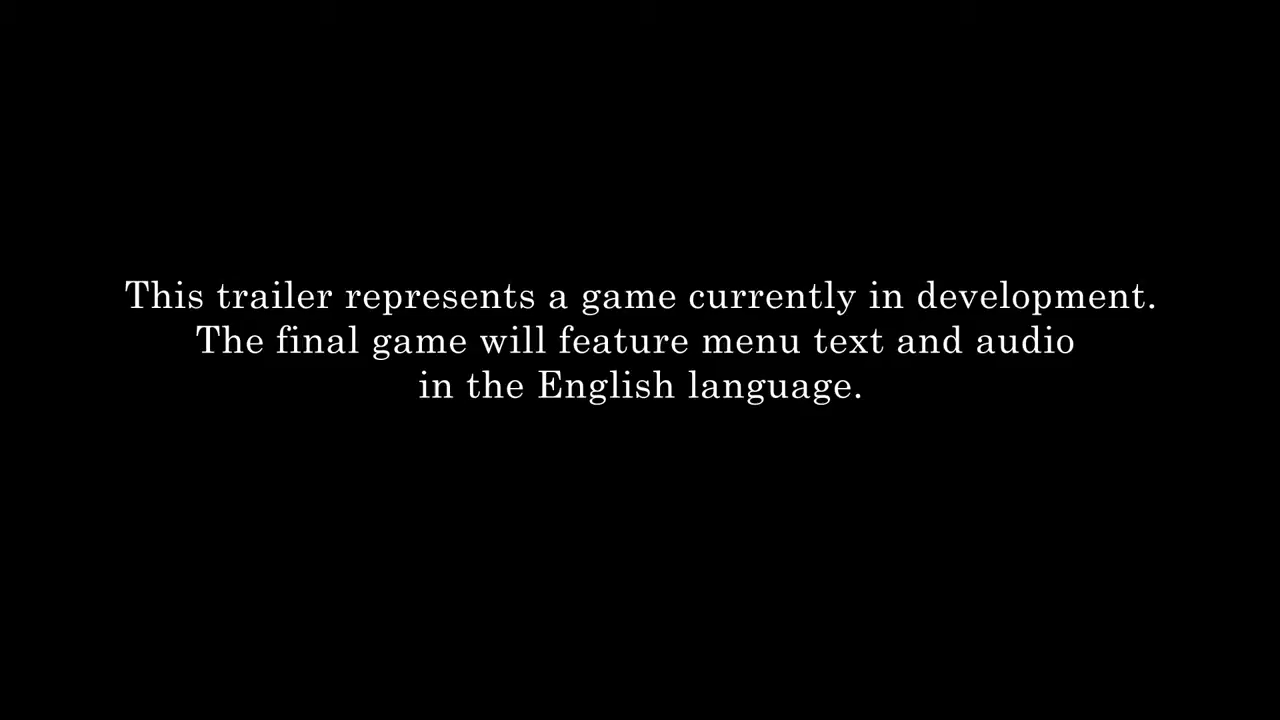 This trailer represents a game currently in development.
The final game will feature menu text and audio
in the English language.